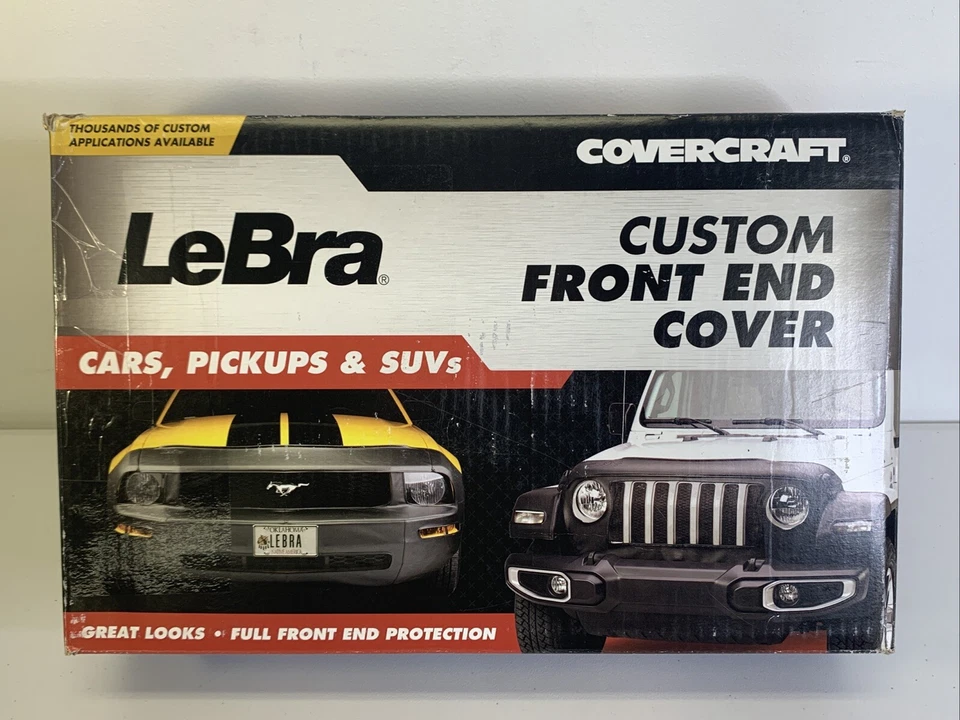 THOUSANDS OF CUSTOM
APPLICATIONS AVAILABLE
COVERCRAFT®
LeBra®
CUSTOM
FRONT END
COVER
CARS, PICKUPS & SUVs
OKLAHOMA
LEBRA
GREAT LOOKS • FULL FRONT END PROTECTION